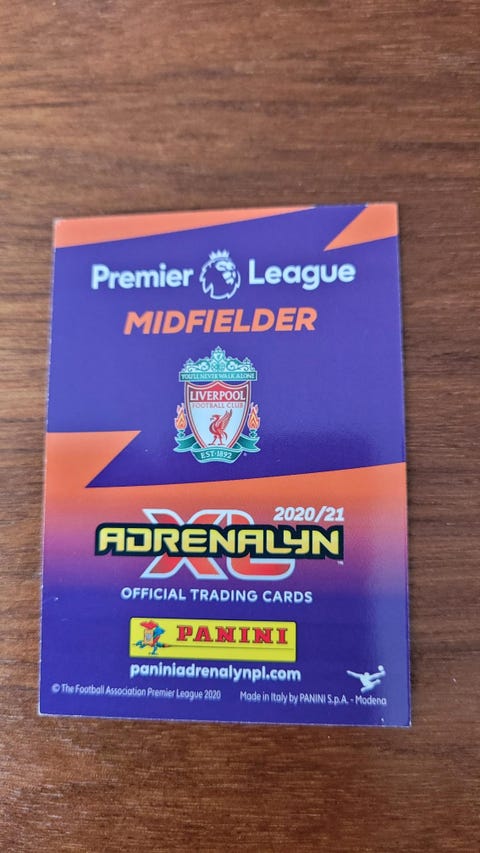 Premier League
MIDFIELDER
YOU'LL NEVER WALK ALONE
LIVERPOOL
FOOTBALL CLUB
EST·1892
2020/21
XL
ADRENALYN
OFFICIAL TRADING CARDS
PANINI
paniniadrenalynpl.com
© The Football Association Premier League 2020 Made in Italy by PANINI S.p.A. - Modena